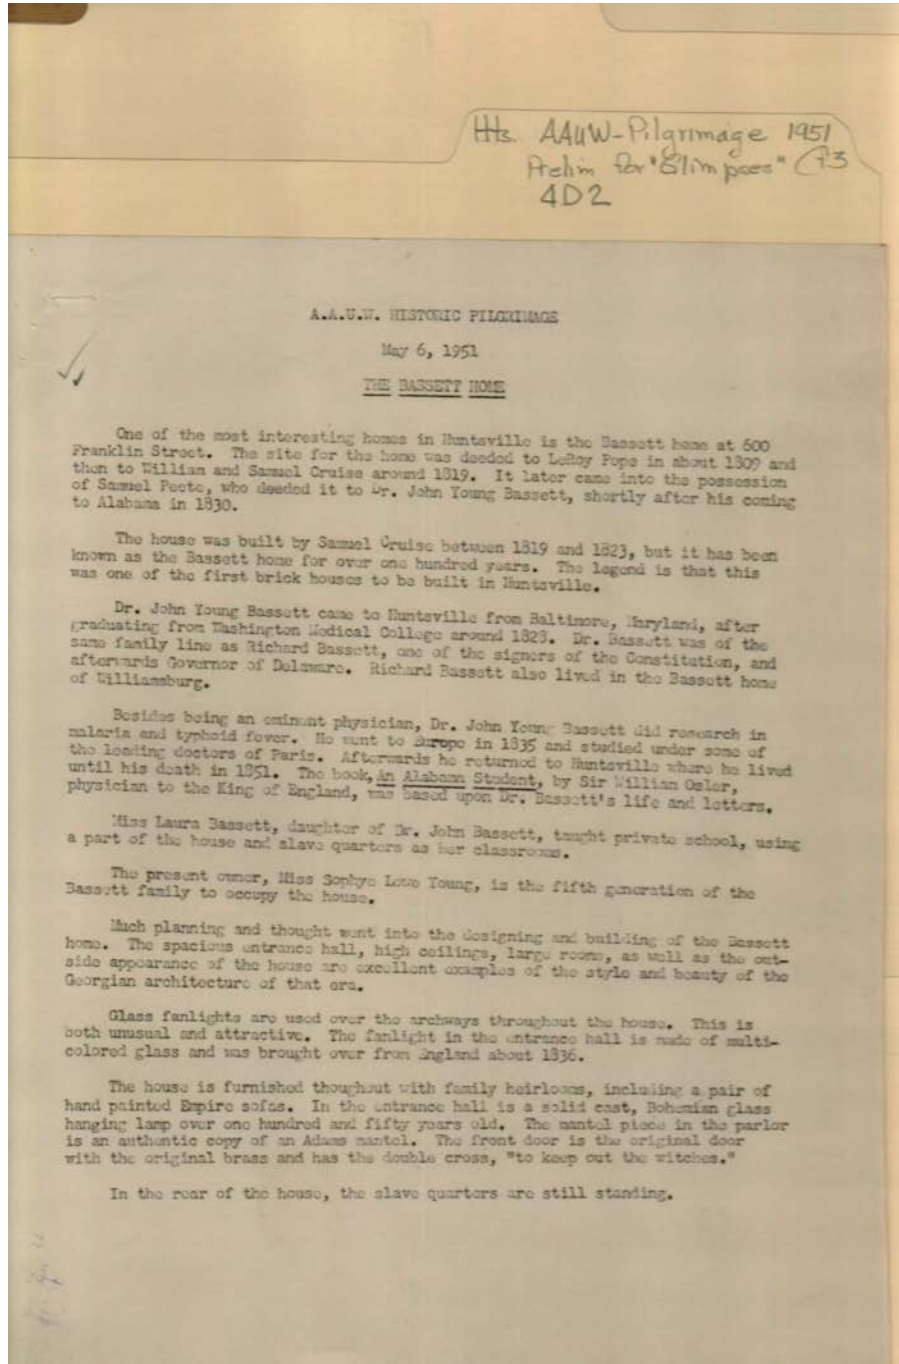 Hts. AAUW-Pilgrimage 1951
Prelim for "Glimpses" f3
4D2
A.A.U.W. HISTORIC PILGRIMAGE
May 6, 1951
THE BASSETT HOME
One of the most interesting homes in Huntsville is the Bassett home at 600
Franklin Street. The site for the home was deeded to LeRoy Pope in about 1809 and
then to William and Samuel Cruise around 1819. It later came into the possession
of Samuel Peete, who deeded it to Dr. John Young Bassett, shortly after his coming
to Alabama in 1830.
The house was built by Samuel Cruise between 1819 and 1823, but it has been
known as the Bassett home for over one hundred years. The legend is that this
was one of the first brick houses to be built in Huntsville.
Dr. John Young Bassett came to Huntsville from Baltimore, Maryland, after
graduating from Washington Medical College around 1828. Dr. Bassett was of the
same family line as Richard Bassett, one of the signers of the Constitution, and
afterwards Governor of Delaware. Richard Bassett also lived in the Bassett home
of Williamsburg.
Besides being an eminent physician, Dr. John Young Bassett did research in
malaria and typhoid fever. He went to Europe in 1835 and studied under some of
the leading doctors of Paris. Afterwards he returned to Huntsville where he lived
until his death in 1851. The book, An Alabama Student, by Sir William Osler,
physician to the King of England, was based upon Dr. Bassett's life and letters.
Miss Laura Bassett, daughter of Dr. John Bassett, taught private school, using
a part of the house and slave quarters as her classrooms.
The present owner, Miss Sophye Lowe Young, is the fifth generation of the
Bassett family to occupy the house.
Much planning and thought went into the designing and building of the Bassett
home. The spacious entrance hall, high ceilings, large rooms, as well as the out-
side appearance of the house are excellent examples of the style and beauty of the
Georgian architecture of that era.
Glass fanlights are used over the archways throughout the house. This is
both unusual and attractive. The fanlight in the entrance hall is made of multi-
colored glass and was brought over from England about 1836.
The house is furnished thoughout with family heirlooms, including a pair of
hand painted Empire sofas. In the entrance hall is a solid cast, Bohemian glass
hanging lamp over one hundred and fifty years old. The mantel piece in the parlor
is an authentic copy of an Adams mantel. The front door is the original door
with the original brass and has the double cross, "to keep out the witches."
In the rear of the house, the slave quarters are still standing.